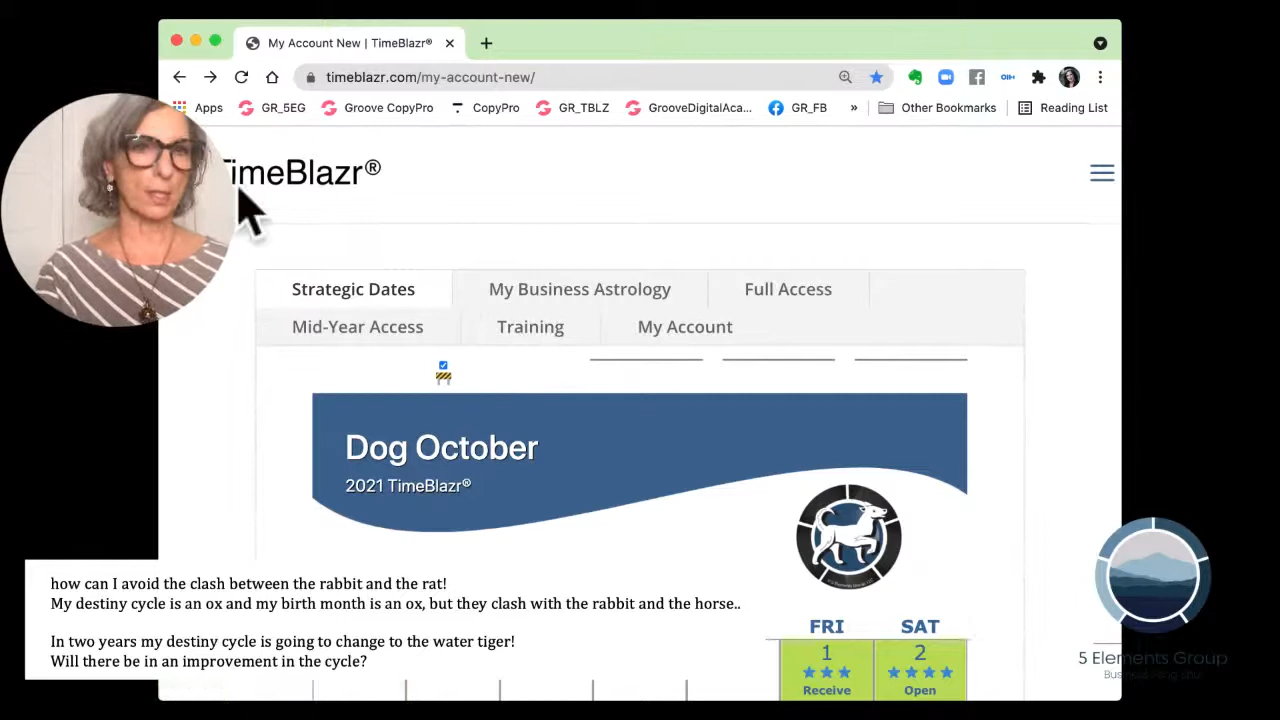 My Account New | TimeBlazr®
timeblazr.com/my-account-new/
Apps GR_5EG Groove CopyPro CopyPro GR_TBLZ GrooveDigitalAca... GR_FB » Other Bookmarks Reading List
TimeBlazr®
Strategic Dates My Business Astrology Full Access
Mid-Year Access Training My Account
Dog October
2021 TimeBlazr®
how can I avoid the clash between the rabbit and the rat!
My destiny cycle is an ox and my birth month is an ox, but they clash with the rabbit and the horse..
In two years my destiny cycle is going to change to the water tiger!
Will there be in an improvement in the cycle?
FRI SAT
1 2
Receive Open
5 Elements Group
Business Feng Shui